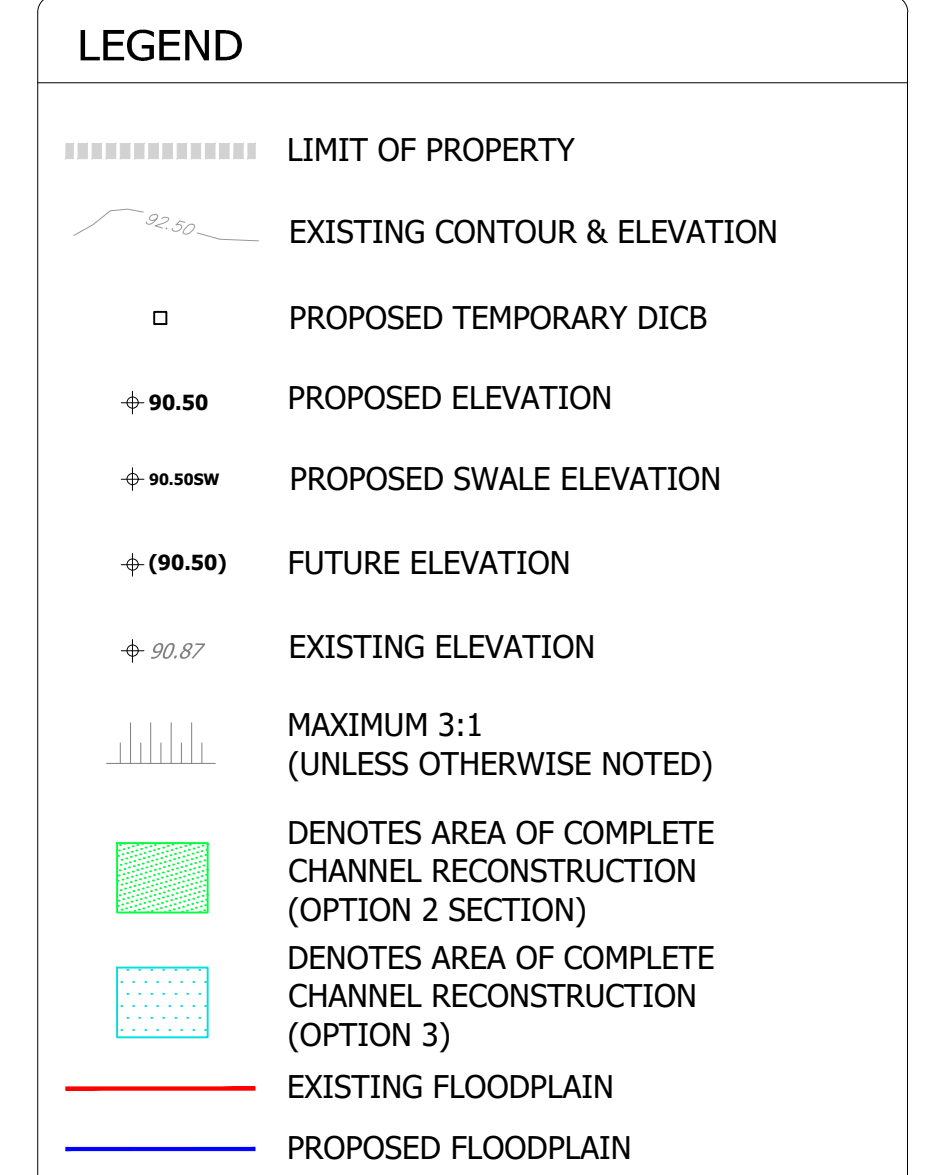 LEGEND
LIMIT OF PROPERTY
92.50 EXISTING CONTOUR & ELEVATION
PROPOSED TEMPORARY DICB
90.50 PROPOSED ELEVATION
90.50SW PROPOSED SWALE ELEVATION
(90.50) FUTURE ELEVATION
90.87 EXISTING ELEVATION
MAXIMUM 3:1
(UNLESS OTHERWISE NOTED)
DENOTES AREA OF COMPLETE
CHANNEL RECONSTRUCTION
(OPTION 2 SECTION)
DENOTES AREA OF COMPLETE
CHANNEL RECONSTRUCTION
(OPTION 3)
EXISTING FLOODPLAIN
PROPOSED FLOODPLAIN